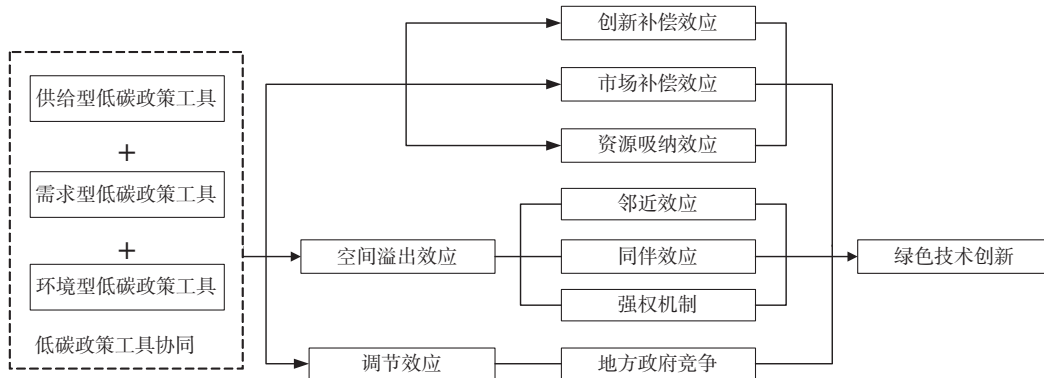 供给型低碳政策工具
+
需求型低碳政策工具
+
环境型低碳政策工具
低碳政策工具协同
创新补偿效应
市场补偿效应
资源吸纳效应
空间溢出效应
邻近效应
同伴效应
强权机制
调节效应
地方政府竞争
绿色技术创新